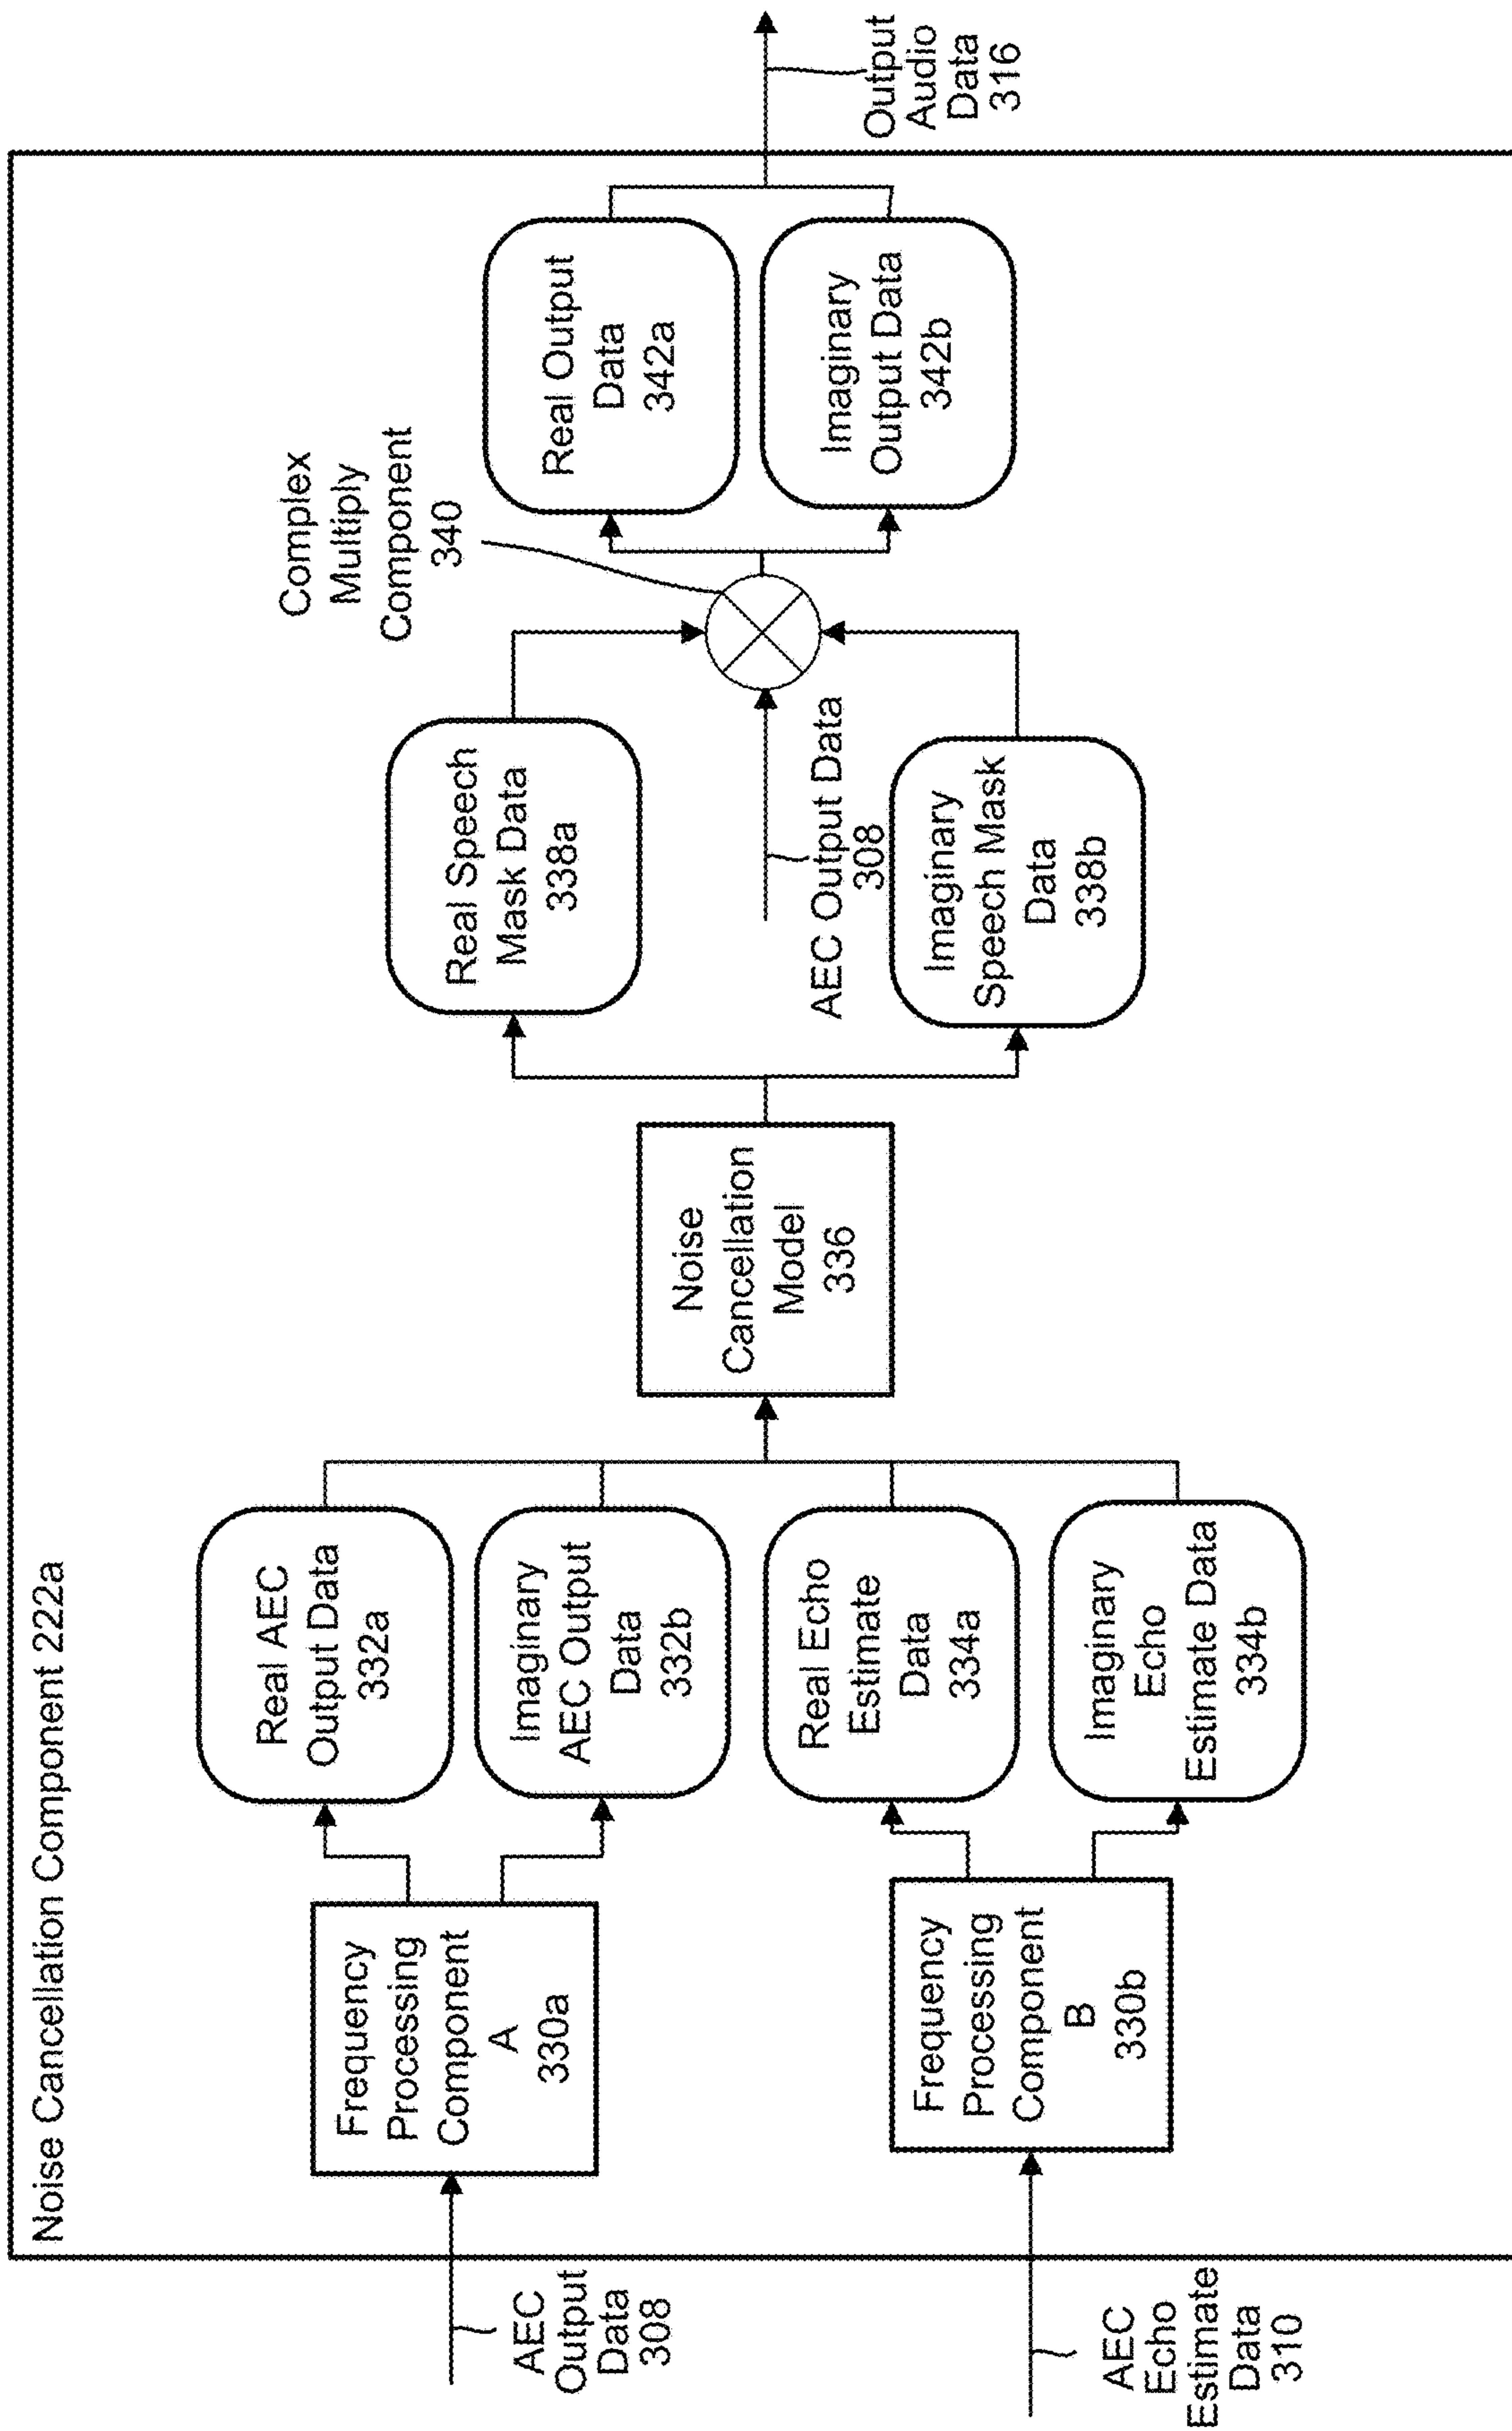 Noise Cancellation Component 222a
AEC
Output
Data
308
AEC
Echo
Estimate
Data
310
Frequency
Processing
Component
A
330a
Frequency
Processing
Component
B
330b
Real AEC
Output Data
332a
Imaginary
AEC Output
Data
332b
Real Echo
Estimate
Data
334a
Imaginary
Echo
Estimate Data
334b
Noise
Cancellation
Model
336
Real Speech
Mask Data
338a
AEC Output Data
308
Imaginary
Speech Mask
Data
338b
Complex
Multiply
Component
340
Real Output
Data
342a
Imaginary
Output Data
342b
Output
Audio
Data
316